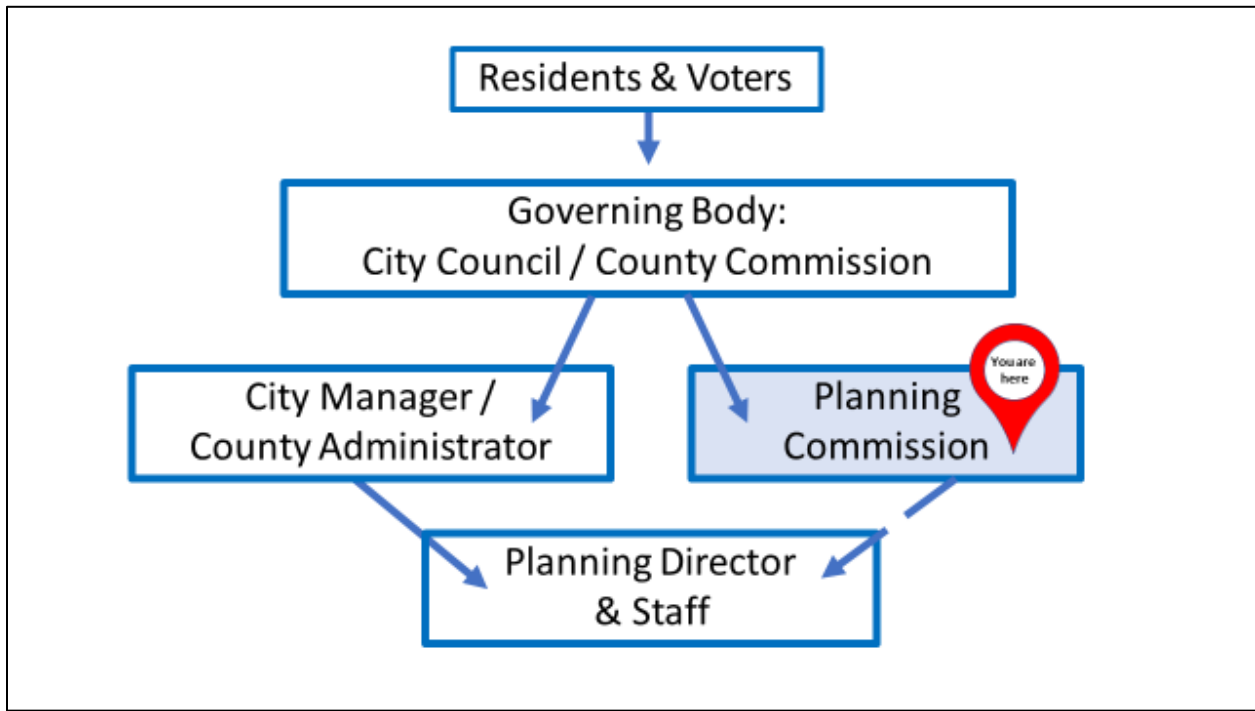 Residents & Voters
Governing Body:
City Council / County Commission
City Manager /
County Administrator
Planning
Commission
You are
here
Planning Director
& Staff